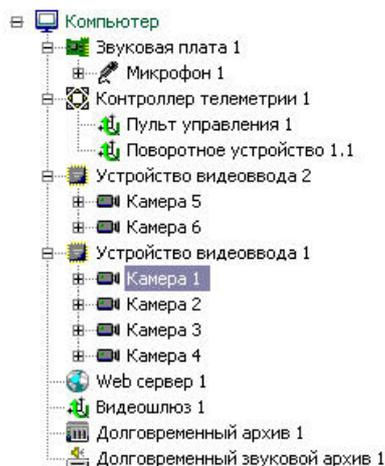 Компьютер
Звуковая плата 1
Микрофон 1
Контроллер телеметрии 1
Пульт управления 1
Поворотное устройство 1.1
Устройство видеоввода 2
Камера 5
Камера 6
Устройство видеоввода 1
Камера 1
Камера 2
Камера 3
Камера 4
Web сервер 1
Видеошлюз 1
Долговременный архив 1
Долговременный звуковой архив 1